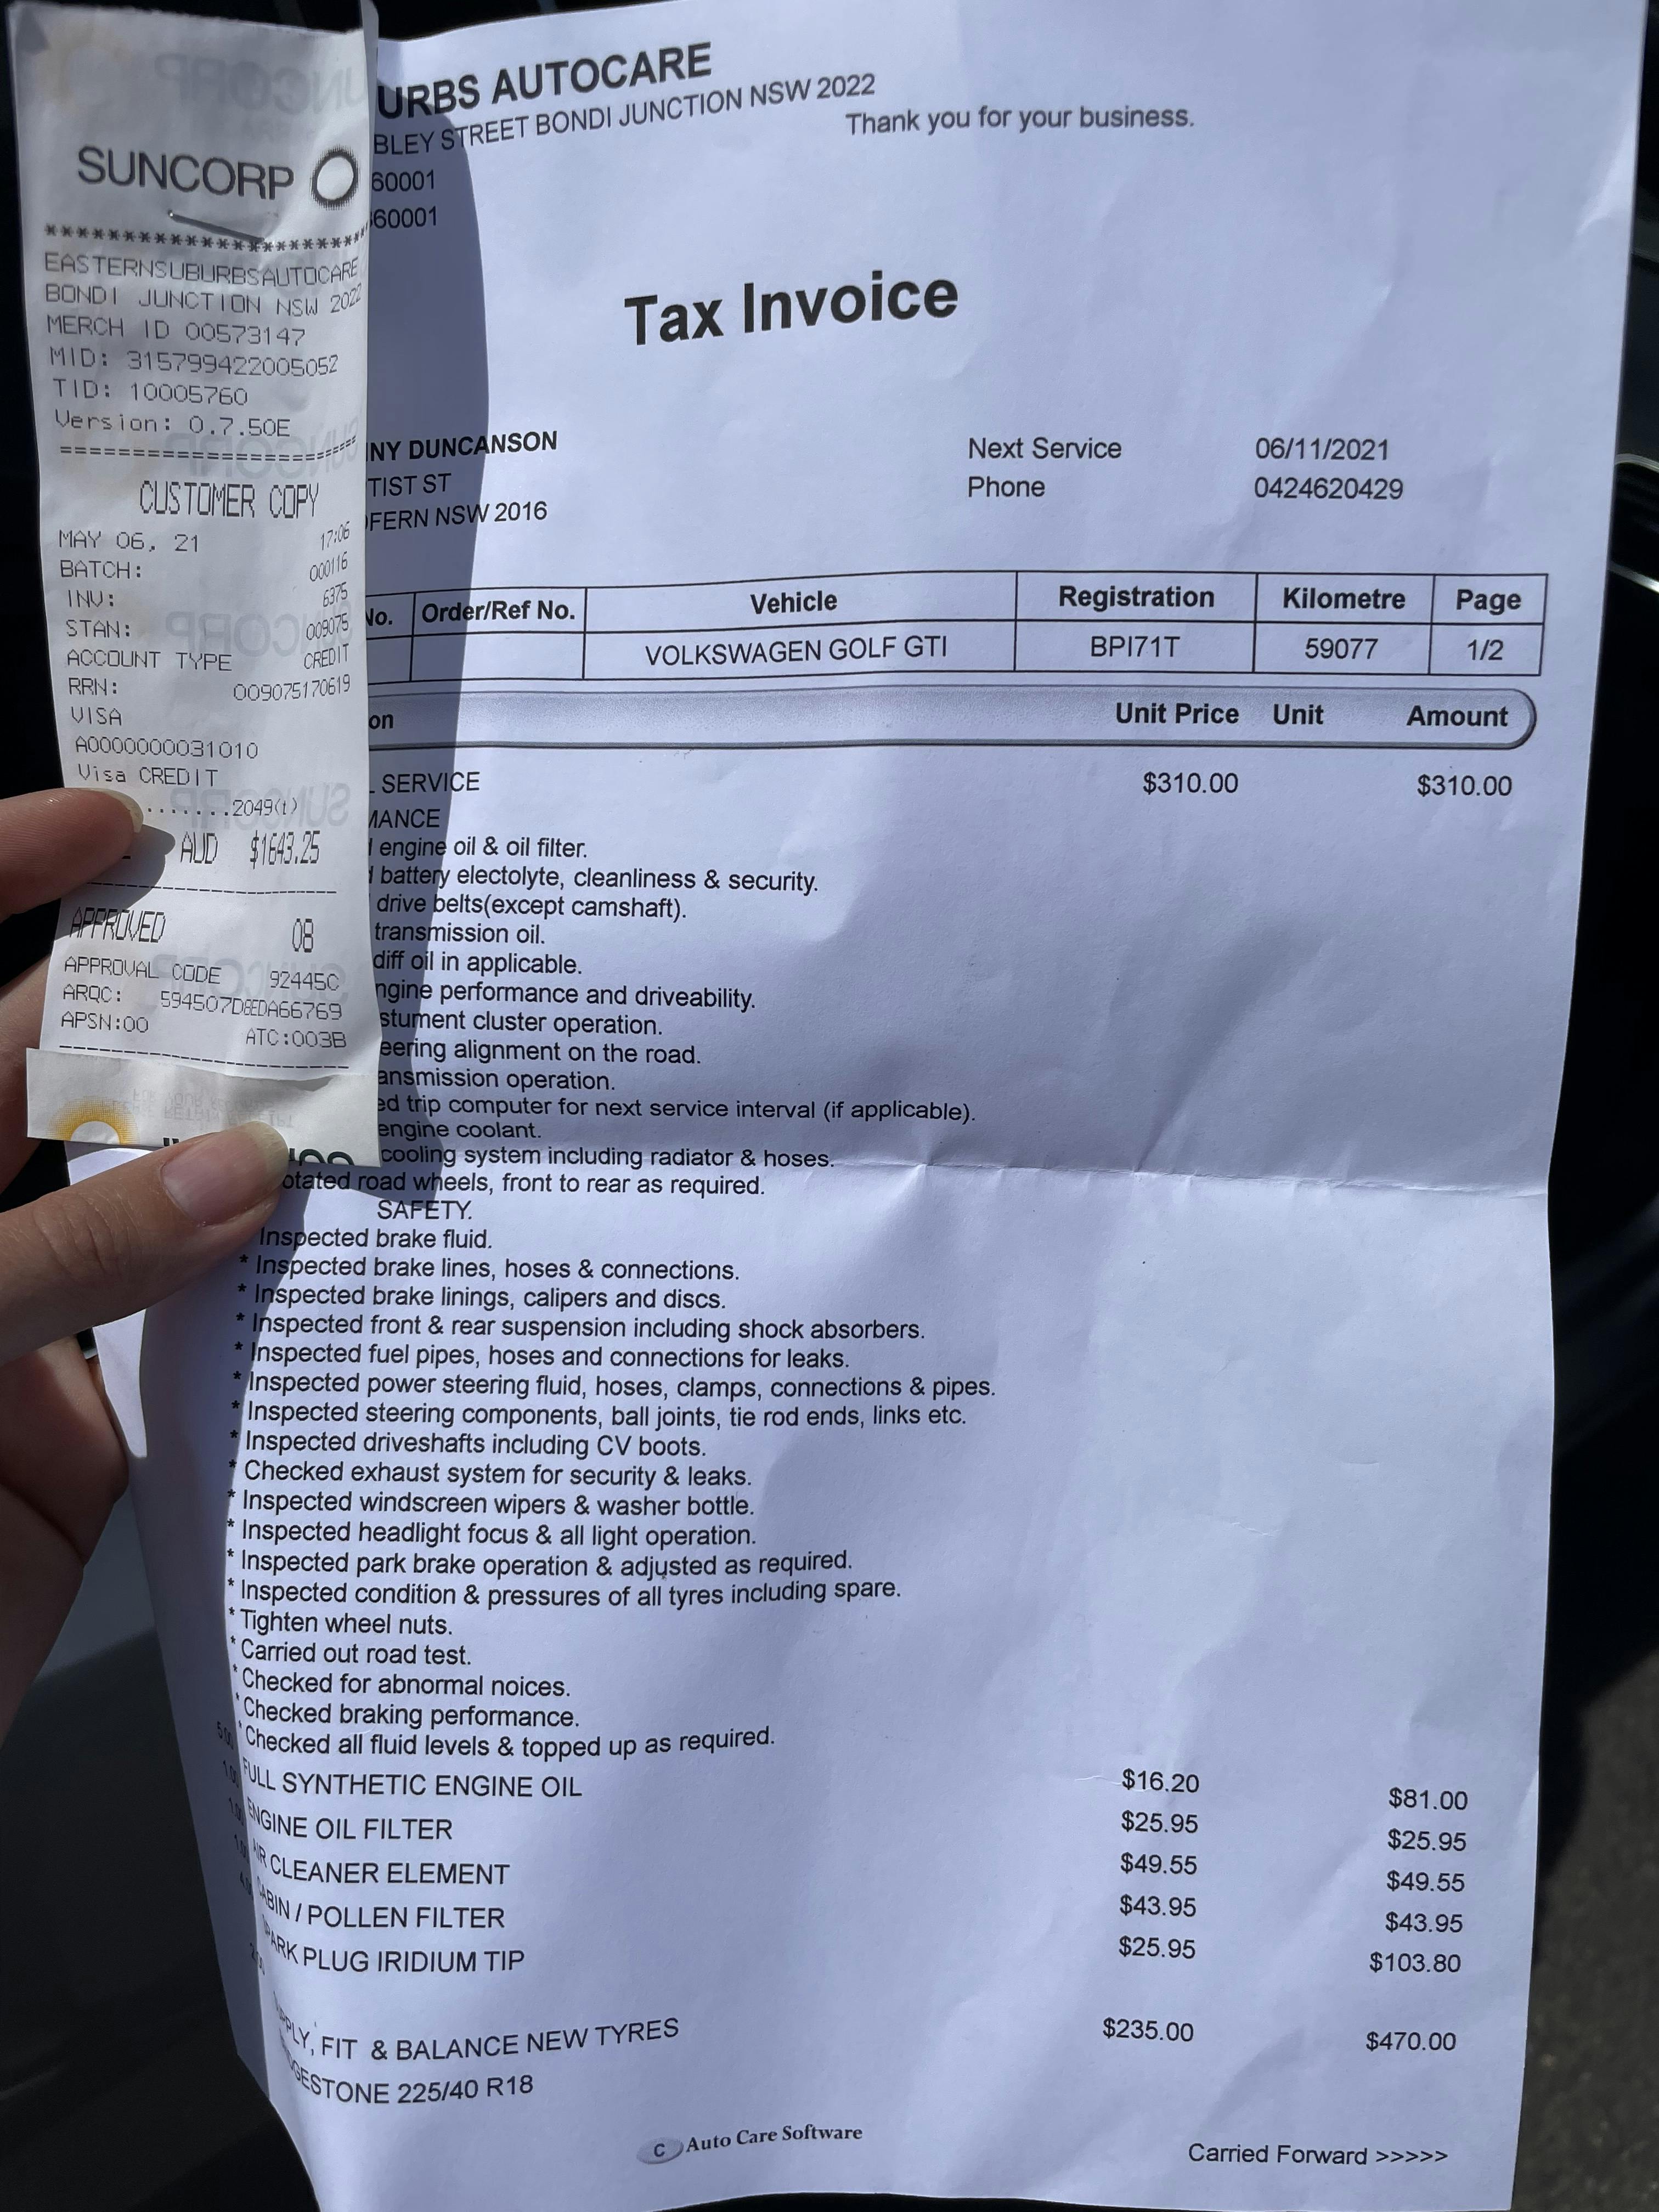 SUNCORP
**********************
EASTERNSUBURBSAUTOCARE
BONDI JUNCTION NSW 2022
MERCH ID 00573147
MID: 315799422005052
TID: 10005760
Version: 0.7.50E
CUSTOMER COPY
MAY 06, 21 17:06
BATCH: 000116
INV: 6375
STAN: 009075
ACCOUNT TYPE CREDIT
RRN: 009075170619
VISA
A0000000031010
Visa CREDIT
.......2049(t)
AUD $1643.25
APPROVED 08
APPROVAL CODE 92445C
ARQC: 594507D8EDA66769
APSN:00 ATC:003B
URBS AUTOCARE
BLEY STREET BONDI JUNCTION NSW 2022
Thank you for your business.
60001
60001
Tax Invoice
NY DUNCANSON
TIST ST
FERN NSW 2016
Next Service 06/11/2021
Phone 0424620429
No. Order/Ref No. Vehicle Registration Kilometre Page
VOLKSWAGEN GOLF GTI BPI71T 59077 1/2
on Unit Price Unit Amount
SERVICE $310.00 $310.00
MANCE
engine oil & oil filter.
battery electolyte, cleanliness & security.
drive belts(except camshaft).
transmission oil.
diff oil in applicable.
ngine performance and driveability.
stument cluster operation.
eering alignment on the road.
ansmission operation.
ed trip computer for next service interval (if applicable).
engine coolant.
cooling system including radiator & hoses.
otated road wheels, front to rear as required.
SAFETY.
Inspected brake fluid.
* Inspected brake lines, hoses & connections.
* Inspected brake linings, calipers and discs.
* Inspected front & rear suspension including shock absorbers.
* Inspected fuel pipes, hoses and connections for leaks.
* Inspected power steering fluid, hoses, clamps, connections & pipes.
* Inspected steering components, ball joints, tie rod ends, links etc.
* Inspected driveshafts including CV boots.
* Checked exhaust system for security & leaks.
* Inspected windscreen wipers & washer bottle.
* Inspected headlight focus & all light operation.
* Inspected park brake operation & adjusted as required.
* Inspected condition & pressures of all tyres including spare.
* Tighten wheel nuts.
* Carried out road test.
* Checked for abnormal noices.
* Checked braking performance.
* Checked all fluid levels & topped up as required.
5.00 FULL SYNTHETIC ENGINE OIL $16.20 $81.00
1.00 ENGINE OIL FILTER $25.95 $25.95
1.00 AIR CLEANER ELEMENT $49.55 $49.55
1.00 CABIN / POLLEN FILTER $43.95 $43.95
PARK PLUG IRIDIUM TIP $25.95 $103.80
PLY, FIT & BALANCE NEW TYRES $235.00 $470.00
GESTONE 225/40 R18
C Auto Care Software
Carried Forward >>>>>